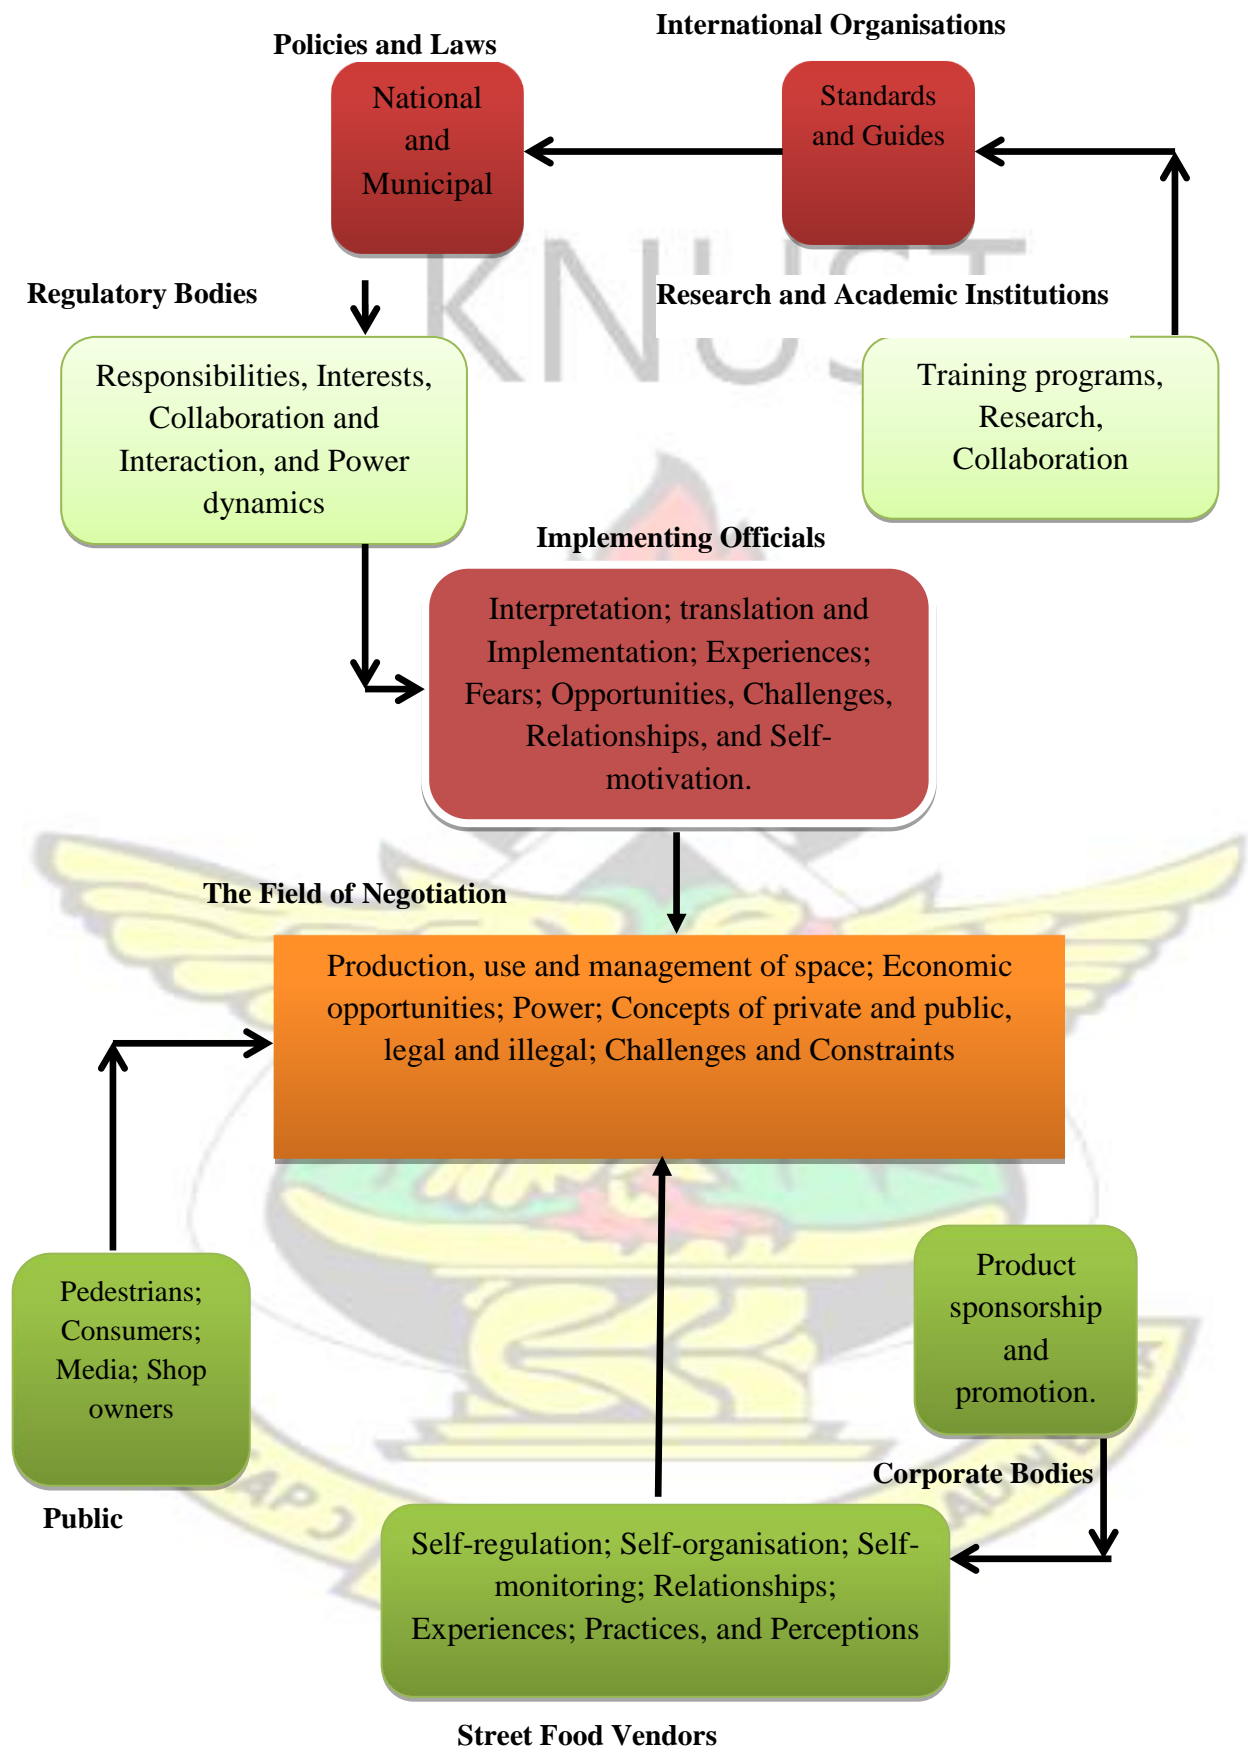 International Organisations
Policies and Laws
National
and
Municipal
Standards
and Guides
KNUST
Regulatory Bodies
Research and Academic Institutions
Responsibilities, Interests,
Collaboration and
Interaction, and Power
dynamics
Training programs,
Research,
Collaboration
Implementing Officials
Interpretation; translation and
Implementation; Experiences;
Fears; Opportunities, Challenges,
Relationships, and Self-
motivation.
The Field of Negotiation
Production, use and management of space; Economic
opportunities; Power; Concepts of private and public,
legal and illegal; Challenges and Constraints
Pedestrians;
Consumers;
Media; Shop
owners
Public
Product
sponsorship
and
promotion.
Corporate Bodies
Self-regulation; Self-organisation; Self-
monitoring; Relationships;
Experiences; Practices, and Perceptions
Street Food Vendors